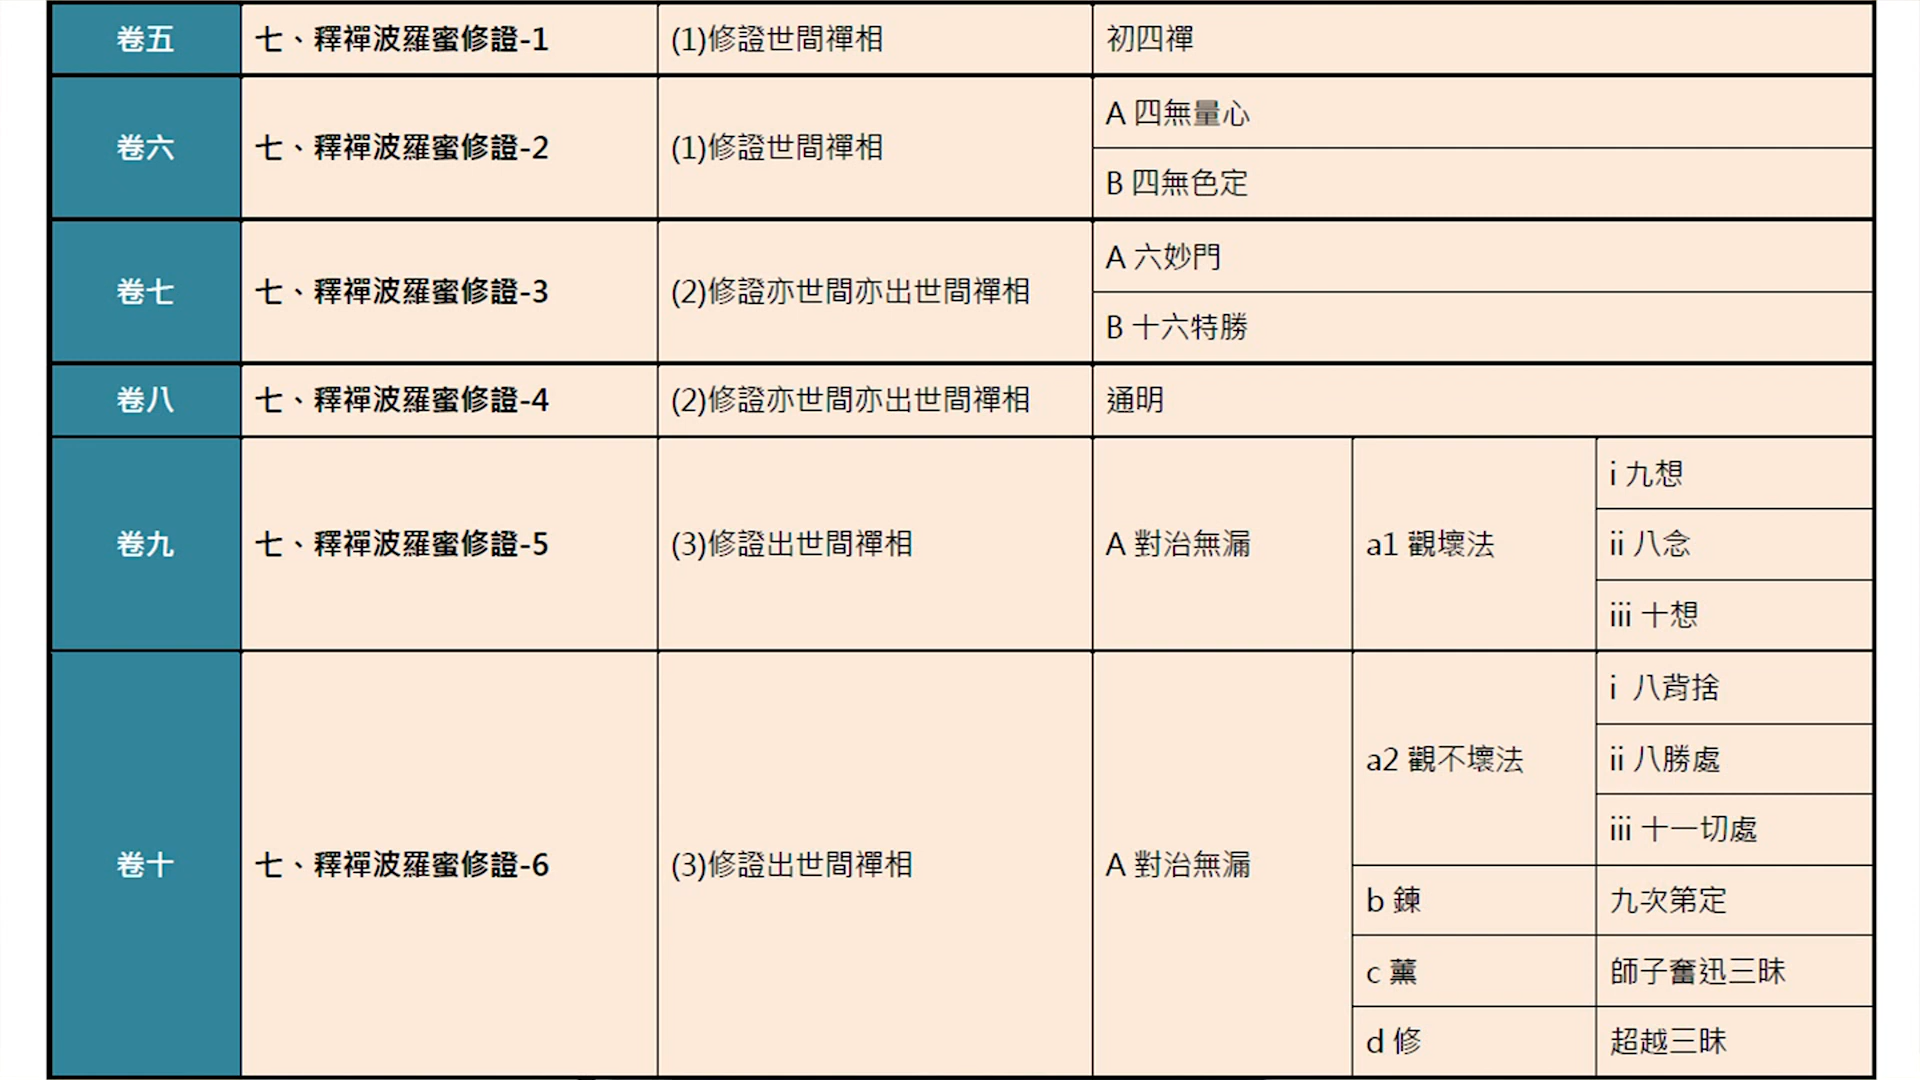 卷五 七、釋禪波羅蜜修證-1 (1)修證世間禪相 初四禪
卷六 七、釋禪波羅蜜修證-2 (1)修證世間禪相 A 四無量心
B 四無色定
卷七 七、釋禪波羅蜜修證-3 (2)修證亦世間亦出世間禪相 A 六妙門
B 十六特勝
卷八 七、釋禪波羅蜜修證-4 (2)修證亦世間亦出世間禪相 通明
卷九 七、釋禪波羅蜜修證-5 (3)修證出世間禪相 A 對治無漏 a1 觀壞法 i 九想
ii 八念
iii 十想
卷十 七、釋禪波羅蜜修證-6 (3)修證出世間禪相 A 對治無漏 a2 觀不壞法 i 八背捨
ii 八勝處
iii 十一切處
b 鍊 九次第定
c 薰 師子奮迅三昧
d 修 超越三昧